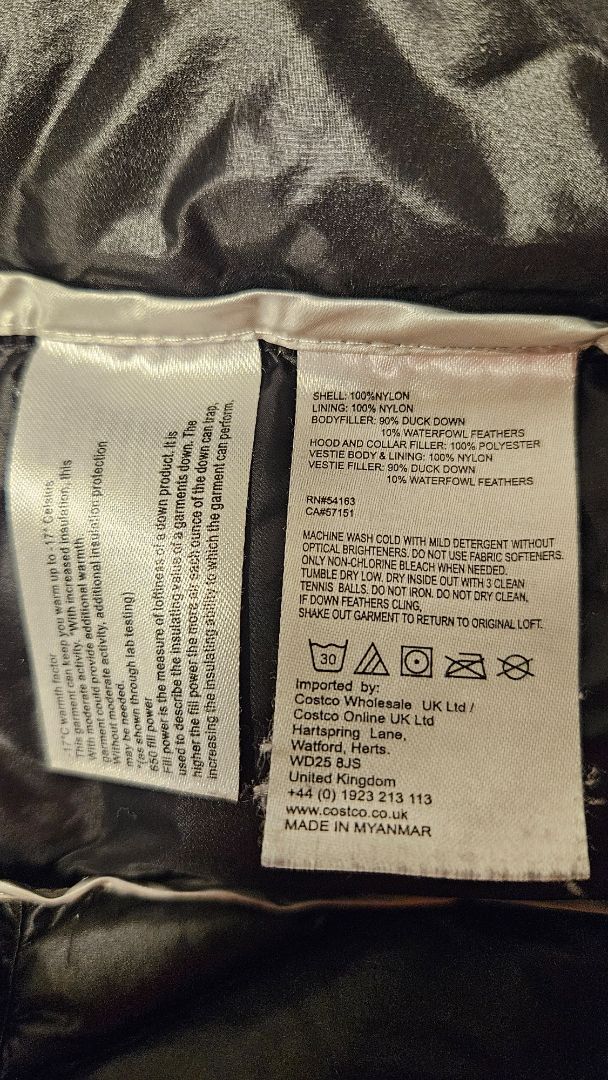 -17°C warmth factor
This garment can keep you warm up to -17° Celsius
With moderate activity. *With increased insulation, this
garment could provide additional warmth
Without moderate activity, additional insulation protection
may be needed.
*(as shown through lab testing)
650 fill power
Fill power is the measure of loftiness of a down product. It is
used to describe the insulating value of a garments down. The
higher the fill power the more air each ounce of the down can trap,
increasing the insulating ability to which the garment can perform.
SHELL: 100%NYLON
LINING: 100% NYLON
BODYFILLER: 90% DUCK DOWN
10% WATERFOWL FEATHERS
HOOD AND COLLAR FILLER: 100% POLYESTER
VESTIE BODY & LINING: 100% NYLON
VESTIE FILLER: 90% DUCK DOWN
10% WATERFOWL FEATHERS
RN#54163
CA#57151
MACHINE WASH COLD WITH MILD DETERGENT WITHOUT
OPTICAL BRIGHTENERS. DO NOT USE FABRIC SOFTENERS.
ONLY NON-CHLORINE BLEACH WHEN NEEDED.
TUMBLE DRY LOW, DRY INSIDE OUT WITH 3 CLEAN
TENNIS BALLS. DO NOT IRON. DO NOT DRY CLEAN,
IF DOWN FEATHERS CLING,
SHAKE OUT GARMENT TO RETURN TO ORIGINAL LOFT.
30
Imported by:
Costco Wholesale UK Ltd /
Costco Online UK Ltd
Hartspring Lane,
Watford, Herts.
WD25 8JS
United Kingdom
+44 (0) 1923 213 113
www.costco.co.uk
MADE IN MYANMAR